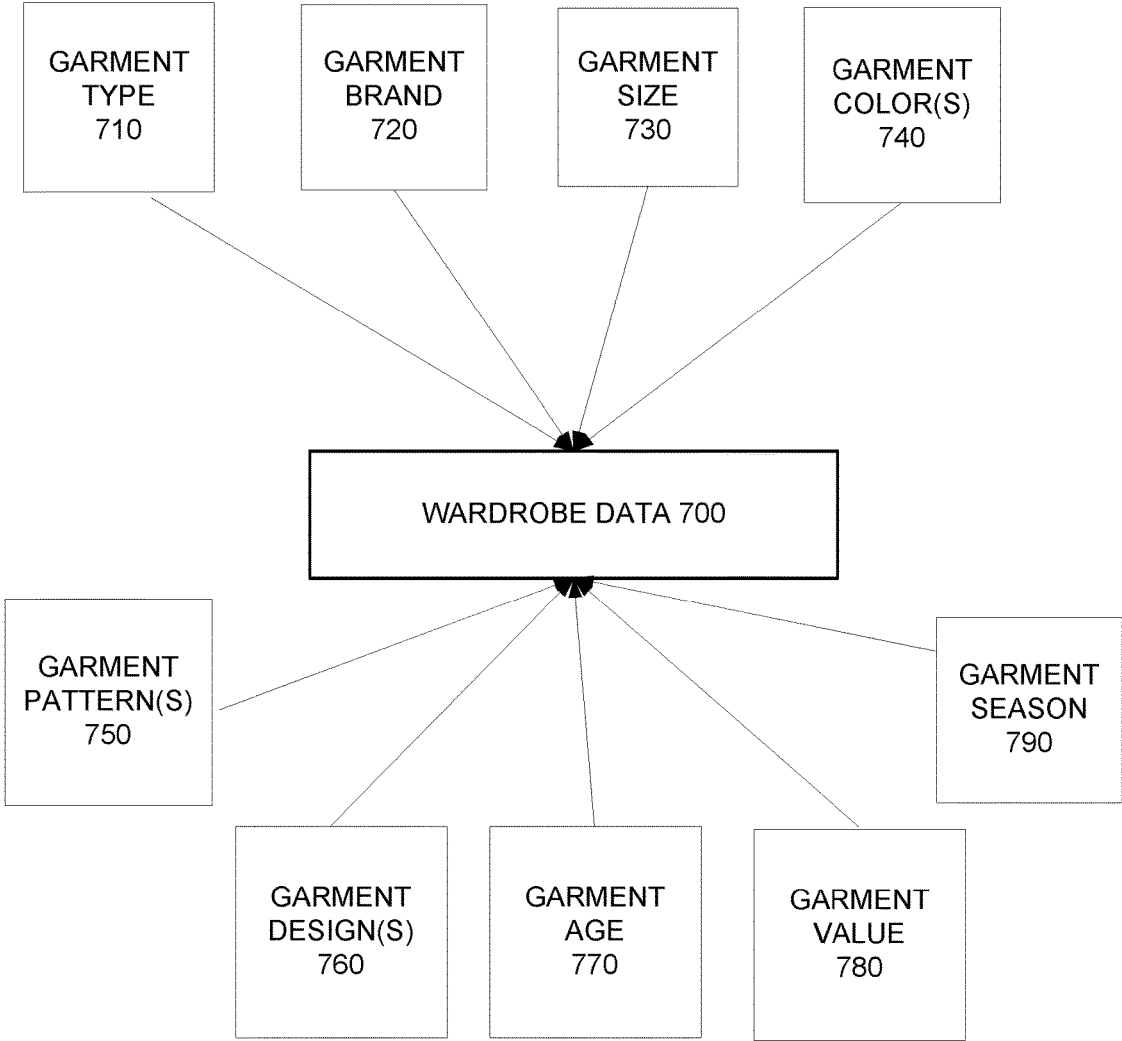 GARMENT
TYPE
710
GARMENT
BRAND
720
GARMENT
SIZE
730
GARMENT
COLOR(S)
740
WARDROBE DATA 700
GARMENT
PATTERN(S)
750
GARMENT
DESIGN(S)
760
GARMENT
AGE
770
GARMENT
VALUE
780
GARMENT
SEASON
790